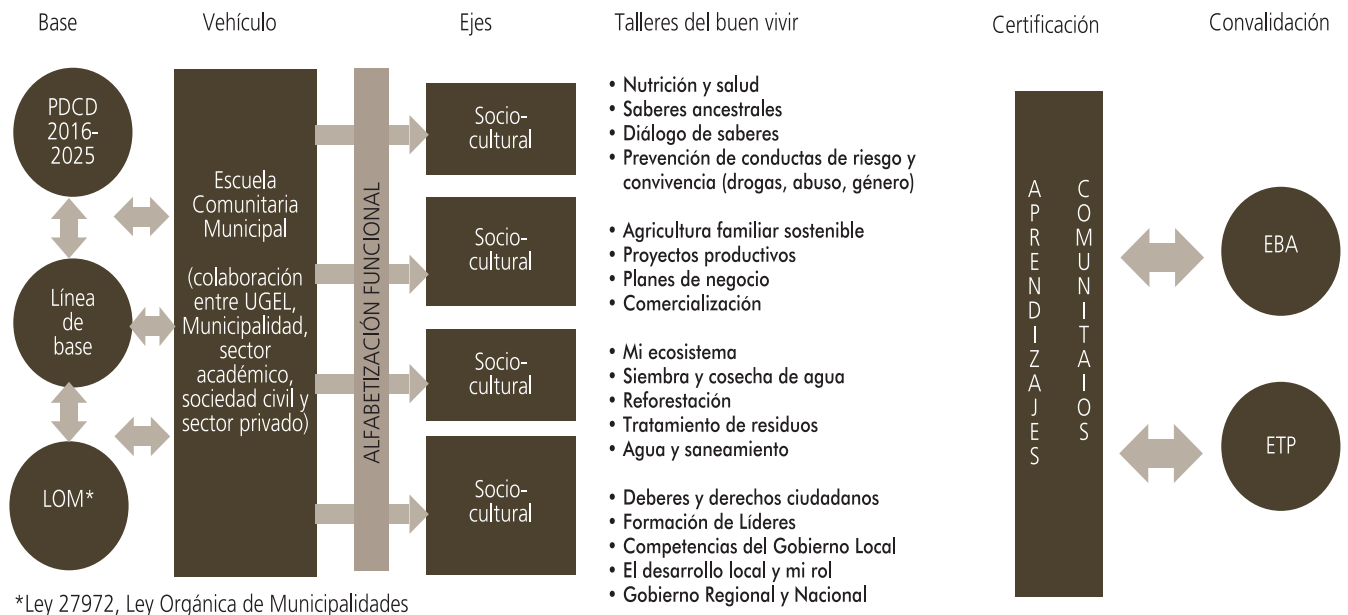 Base
Vehículo
Ejes
Talleres del buen vivir
Certificación
Convalidación
PDCD
2016-
2025
Línea
de
base
LOM*
Escuela
Comunitaria
Municipal
(colaboración
entre UGEL,
Municipalidad,
sector
académico,
sociedad civil y
sector privado)
ALFABETIZACIÓN FUNCIONAL
Socio-
cultural
• Nutrición y salud
• Saberes ancestrales
• Diálogo de saberes
• Prevención de conductas de riesgo y
convivencia (drogas, abuso, género)
Socio-
cultural
• Agricultura familiar sostenible
• Proyectos productivos
• Planes de negocio
• Comercialización
Socio-
cultural
• Mi ecosistema
• Siembra y cosecha de agua
• Reforestación
• Tratamiento de residuos
• Agua y saneamiento
Socio-
cultural
• Deberes y derechos ciudadanos
• Formación de Líderes
• Competencias del Gobierno Local
• El desarrollo local y mi rol
• Gobierno Regional y Nacional
APRENDIZAJES
COMUNITAIOS
EBA
ETP
*Ley 27972, Ley Orgánica de Municipalidades